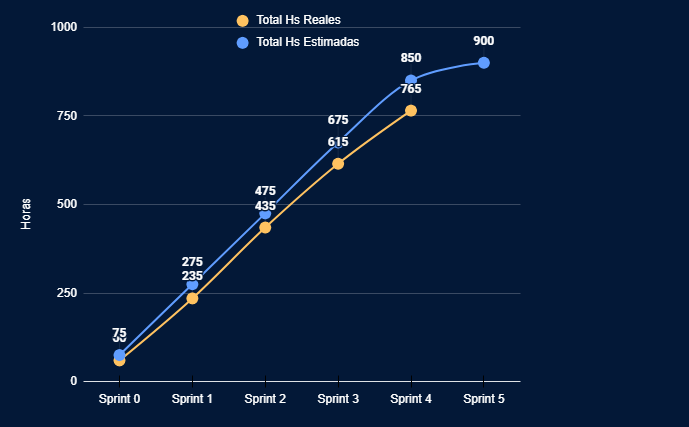 Total Hs Reales
Total Hs Estimadas
1000
750
500
250
0
Horas
75
275
235
475
435
675
615
850
765
900
Sprint 0
Sprint 1
Sprint 2
Sprint 3
Sprint 4
Sprint 5